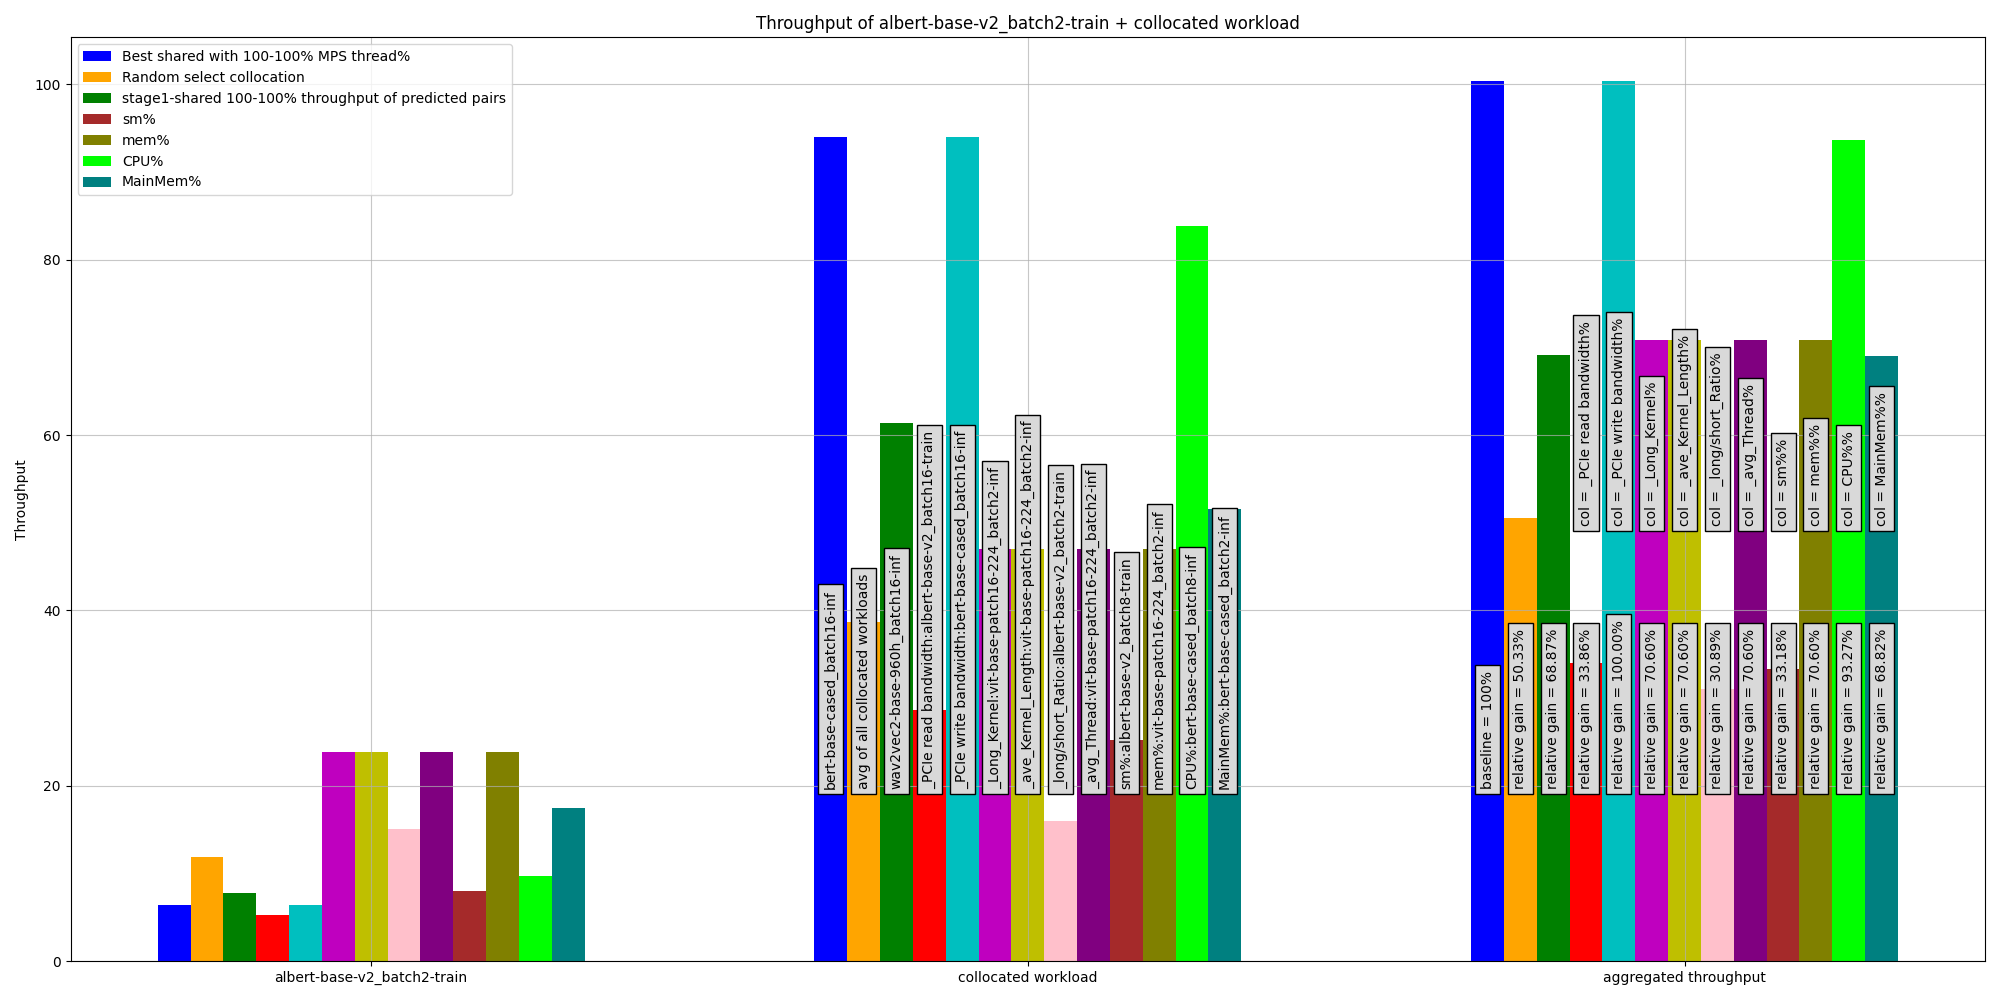 Throughput of albert-base-v2_batch2-train + collocated workload
Best shared with 100-100% MPS thread%
Random select collocation
stage1-shared 100-100% throughput of predicted pairs
sm%
mem%
CPU%
MainMem%
Throughput
100
80
60
40
20
0
bert-base-cased_batch16-inf
avg of all collocated workloads
wav2vec2-base-960h_batch16-inf
_PCIe read bandwidth:albert-base-v2_batch16-train
_PCIe write bandwidth:bert-base-cased_batch16-inf
_Long_Kernel:vit-base-patch16-224_batch2-inf
_ave_Kernel_Length:vit-base-patch16-224_batch2-inf
_long/short_Ratio:albert-base-v2_batch2-train
_avg_Thread:vit-base-patch16-224_batch2-inf
sm%:albert-base-v2_batch8-train
mem%:vit-base-patch16-224_batch2-inf
CPU%:bert-base-cased_batch8-inf
MainMem%:bert-base-cased_batch2-inf
col = _PCIe read bandwidth%
col = _PCIe write bandwidth%
col = _Long_Kernel%
col = _ave_Kernel_Length%
col = _long/short_Ratio%
col = _avg_Thread%
col = sm%%
col = mem%%
col = CPU%%
col = MainMem%%
baseline = 100%
relative gain = 50.33%
relative gain = 68.87%
relative gain = 33.86%
relative gain = 100.00%
relative gain = 70.60%
relative gain = 70.60%
relative gain = 30.89%
relative gain = 70.60%
relative gain = 33.18%
relative gain = 70.60%
relative gain = 93.27%
relative gain = 68.82%
albert-base-v2_batch2-train
collocated workload
aggregated throughput